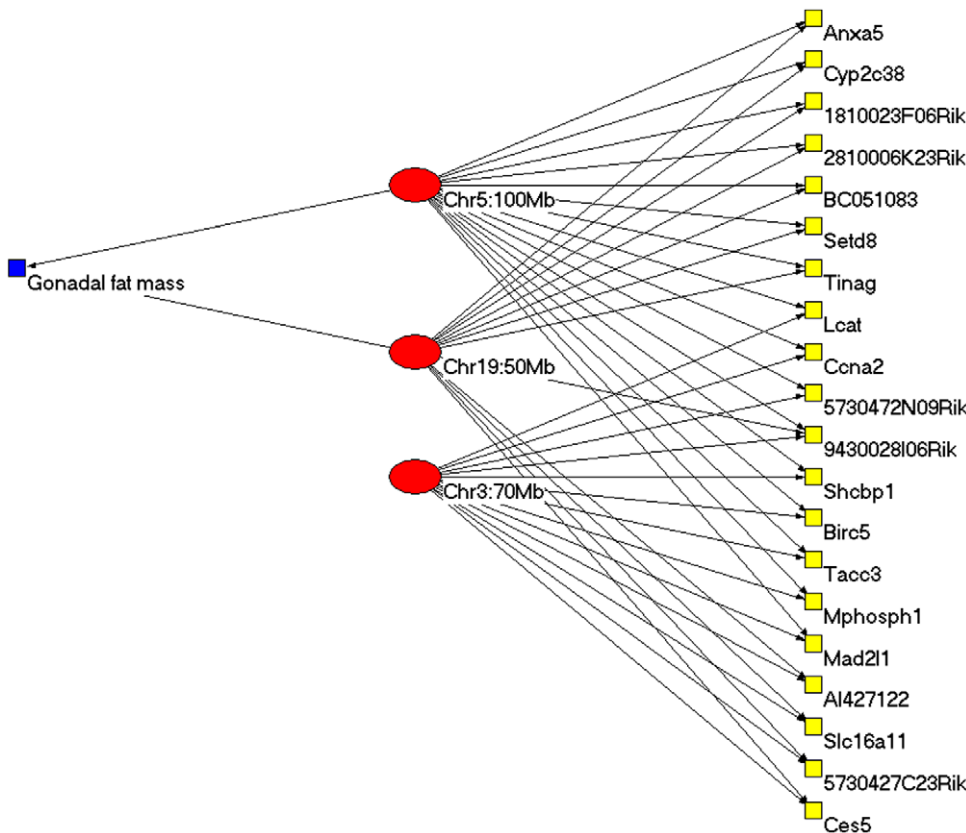 Anxa5
Cyp2c38
1810023F06Rik
2810006K23Rik
BC051083
Chr5:100Mb
Setd8
Gonadal fat mass
Tinag
Lcat
Chr19:50Mb
Ccna2
5730472N09Rik
9430028I06Rik
Shcbp1
Chr3:70Mb
Birc5
Tacc3
Mphosph1
Mad2l1
AI427122
Slc16a11
5730427C23Rik
Ces5